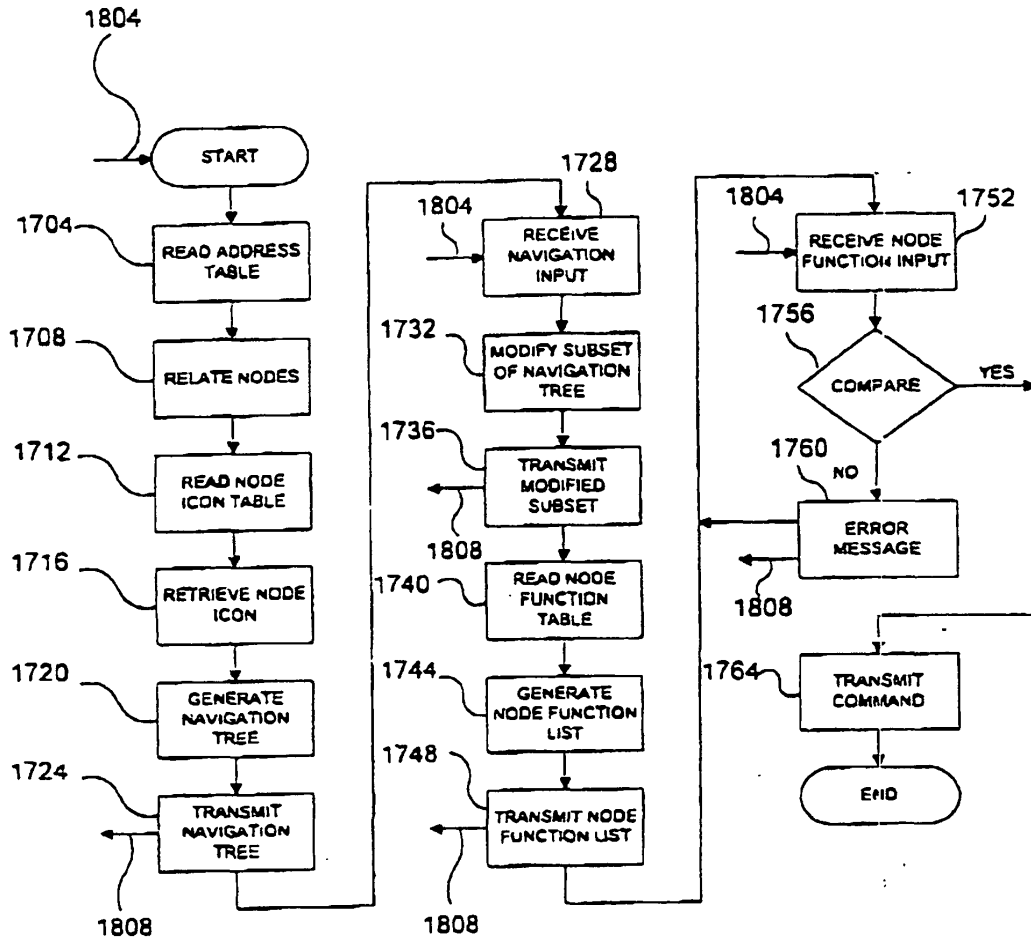 1804
START
1704
READ ADDRESS
TABLE
1708
RELATE NODES
1712
READ NODE
ICON TABLE
1716
RETRIEVE NODE
ICON
1720
GENERATE
NAVIGATION
TREE
1724
TRANSMIT
NAVIGATION
TREE
1808
1728
1804
RECEIVE
NAVIGATION
INPUT
1732
MODIFY SUBSET
OF NAVIGATION
TREE
1736
TRANSMIT
MODIFIED
SUBSET
1808
1740
READ NODE
FUNCTION
TABLE
1744
GENERATE
NODE FUNCTION
LIST
1748
TRANSMIT NODE
FUNCTION LIST
1808
1804
1752
RECEIVE NODE
FUNCTION INPUT
1756
COMPARE
YES
NO
1760
ERROR
MESSAGE
1808
1764
TRANSMIT
COMMAND
END